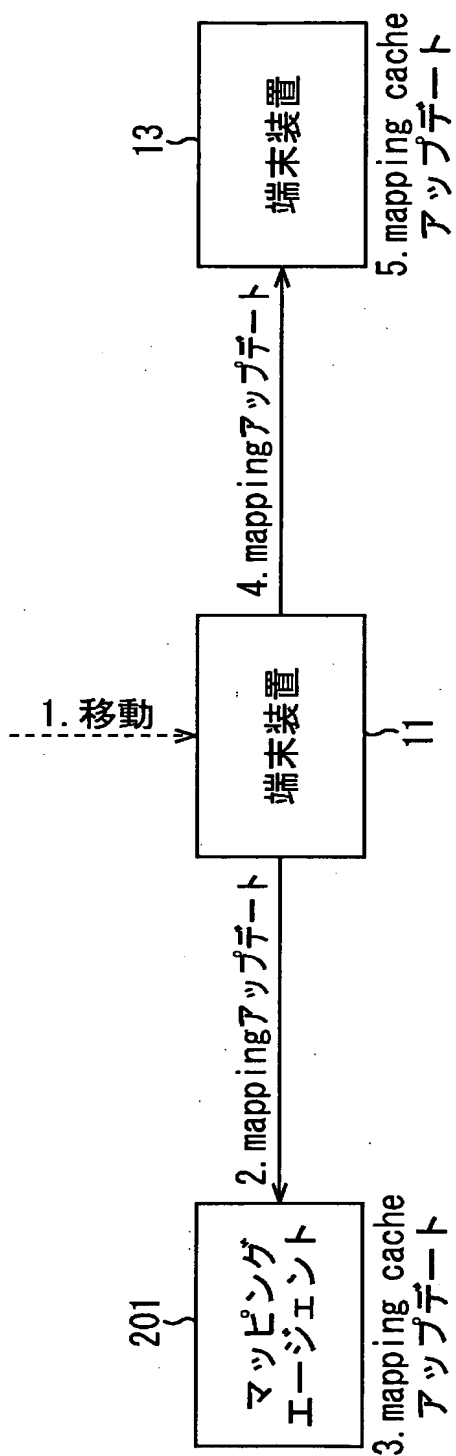 201
マッピング
エージェント
3. mapping cache
アップデート
2. mappingアップデート
1. 移動
端末装置
11
4. mappingアップデート
13
端末装置
5. mapping cache
アップデート